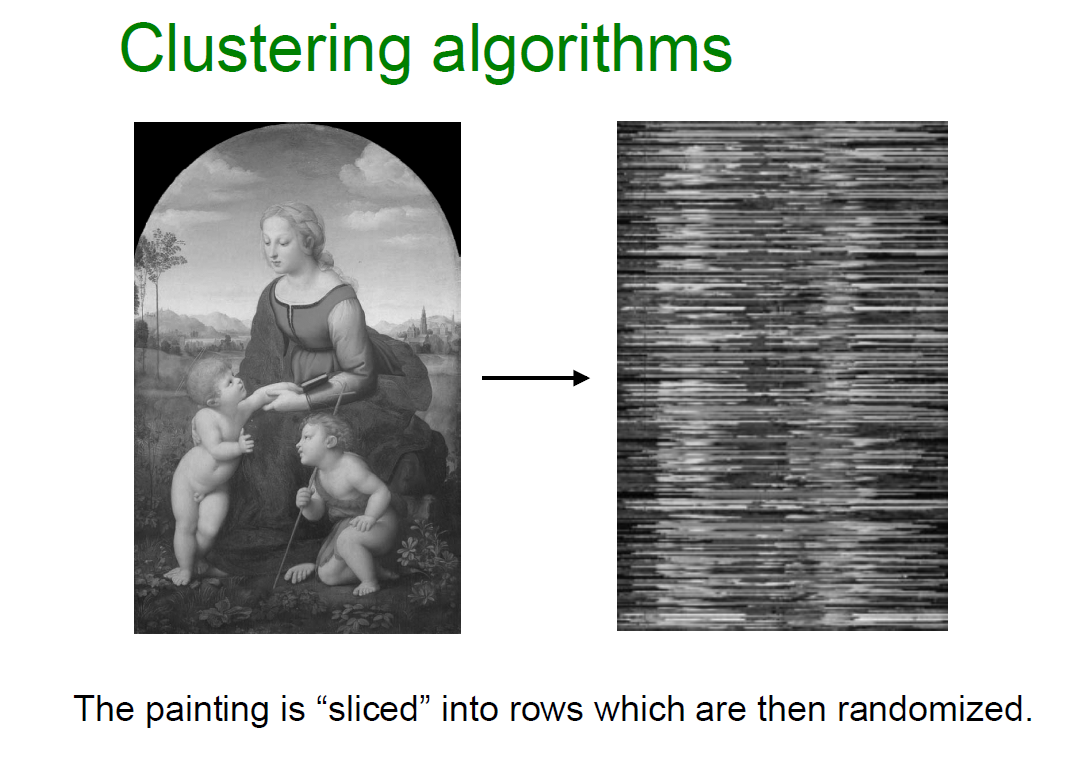 Clustering algorithms
The painting is “sliced” into rows which are then randomized.